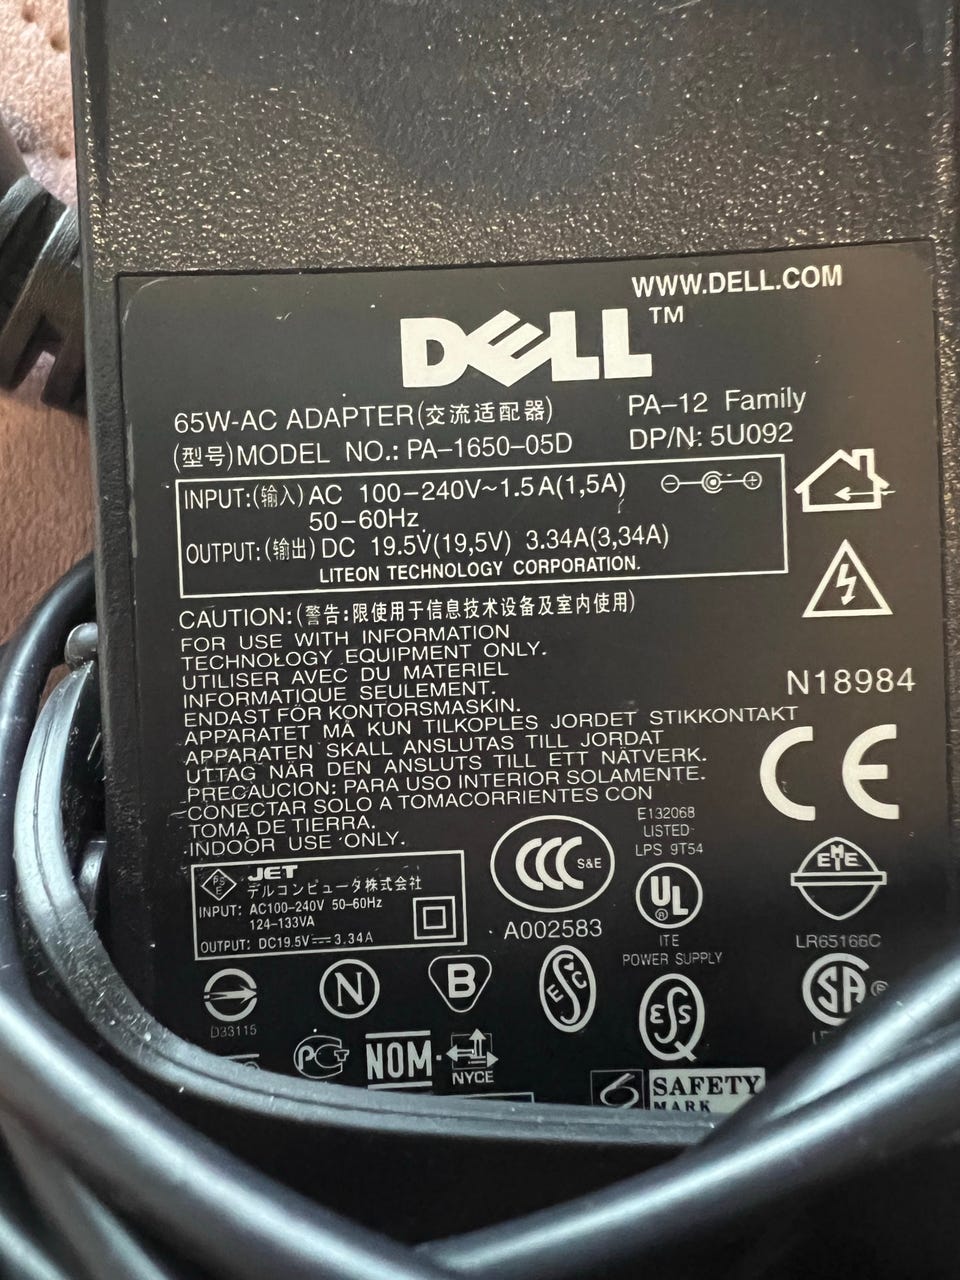 WWW.DELL.COM
DELL™
65W-AC ADAPTER(交流适配器) PA-12 Family
(型号)MODEL NO.: PA-1650-05D DP/N: 5U092
INPUT:(输入) AC 100-240V~1.5A(1,5A)
50-60Hz
OUTPUT:(输出) DC 19.5V(19,5V) 3.34A(3,34A)
LITEON TECHNOLOGY CORPORATION.
CAUTION:(警告:限使用于信息技术设备及室内使用)
FOR USE WITH INFORMATION
TECHNOLOGY EQUIPMENT ONLY.
UTILISER AVEC DU MATERIEL
INFORMATIQUE SEULEMENT.
ENDAST FÖR KONTORSMASKIN.
APPARATET MÅ KUN TILKOPLES JORDET STIKKONTAKT
APPARATEN SKALL ANSLUTAS TILL JORDAT
UTTAG NÄR DEN ANSLUTS TILL ETT NÄTVERK.
PRECAUCION: PARA USO INTERIOR SOLAMENTE.
CONECTAR SOLO A TOMACORRIENTES CON
TOMA DE TIERRA.
INDOOR USE ONLY.
N18984
CE
PSE JET
デルコンピュータ株式会社
INPUT: AC100-240V 50-60Hz
124-133VA
OUTPUT: DC19.5V⎓3.34A
CCC S&E
A002583
E132068
LISTED
LPS 9T54
UL ®
ITE
POWER SUPPLY
EME
LR65166C
SA ®
D33115
N
B
ESC
ESQ
PCT
NOM-
NYCE
SAFETY
MARK